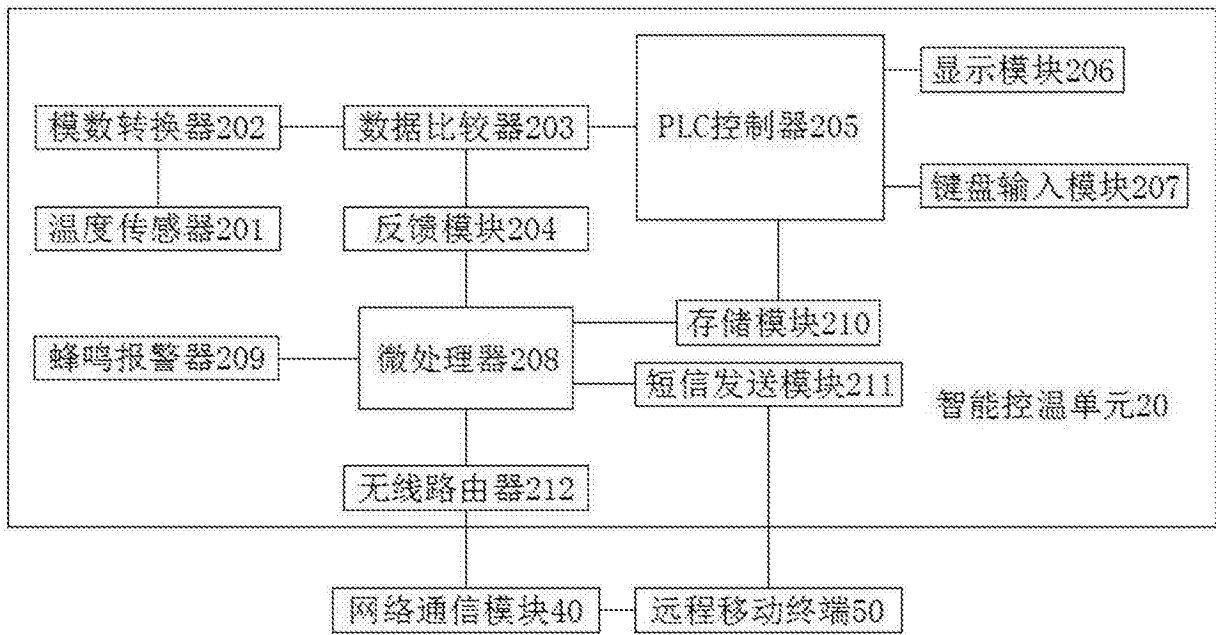 显示模块206
模数转换器202
数据比较器203
PLC控制器205
键盘输入模块207
温度传感器201
反馈模块204
存储模块210
蜂鸣报警器209
微处理器208
短信发送模块211
智能控温单元20
无线路由器212
网络通信模块40
远程移动终端50